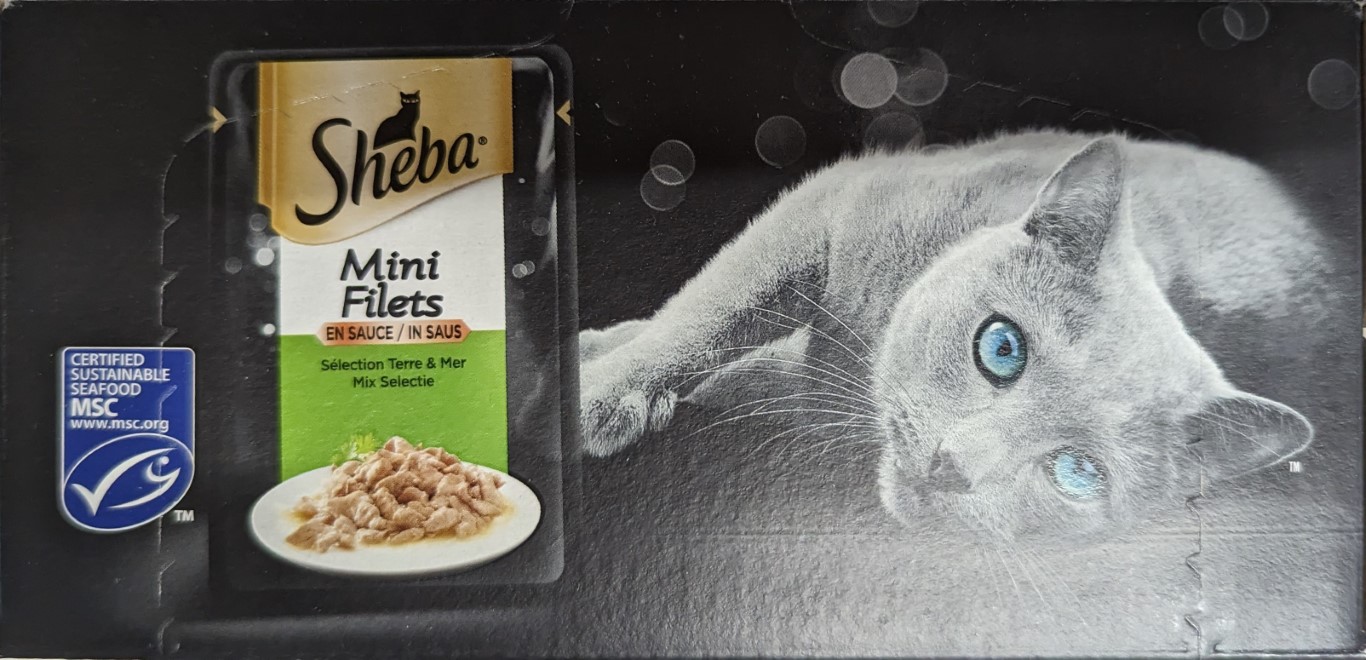 Sheba®
Mini
Filets
EN SAUCE / IN SAUS
Sélection Terre & Mer
Mix Selectie
CERTIFIED
SUSTAINABLE
SEAFOOD
MSC
www.msc.org
TM
TM